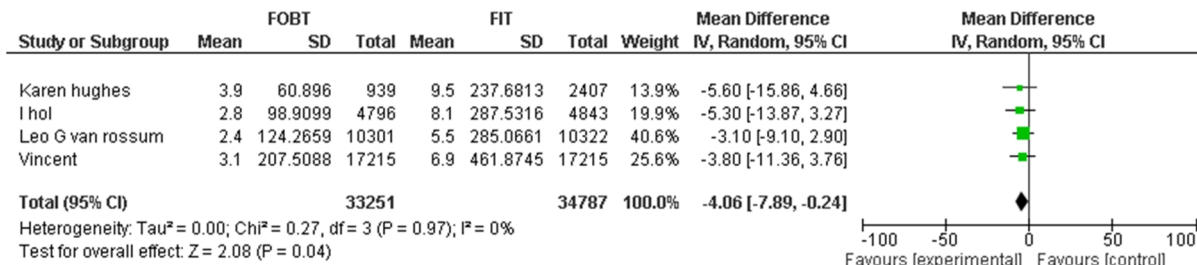 FOBT FIT Mean Difference Mean Difference
Study or Subgroup Mean SD Total Mean SD Total Weight IV, Random, 95% CI IV, Random, 95% CI
Karen hughes 3.9 60.896 939 9.5 237.6813 2407 13.9% -5.60 [-15.86, 4.66]
I hol 2.8 98.9099 4796 8.1 287.5316 4843 19.9% -5.30 [-13.87, 3.27]
Leo G van rossum 2.4 124.2659 10301 5.5 285.0661 10322 40.6% -3.10 [-9.10, 2.90]
Vincent 3.1 207.5088 17215 6.9 461.8745 17215 25.6% -3.80 [-11.36, 3.76]
Total (95% CI) 33251 34787 100.0% -4.06 [-7.89, -0.24]
Heterogeneity: Tau² = 0.00; Chi² = 0.27, df = 3 (P = 0.97); I² = 0%
Test for overall effect: Z = 2.08 (P = 0.04)
-100 -50 0 50 100
Favours [experimental] Favours [control]